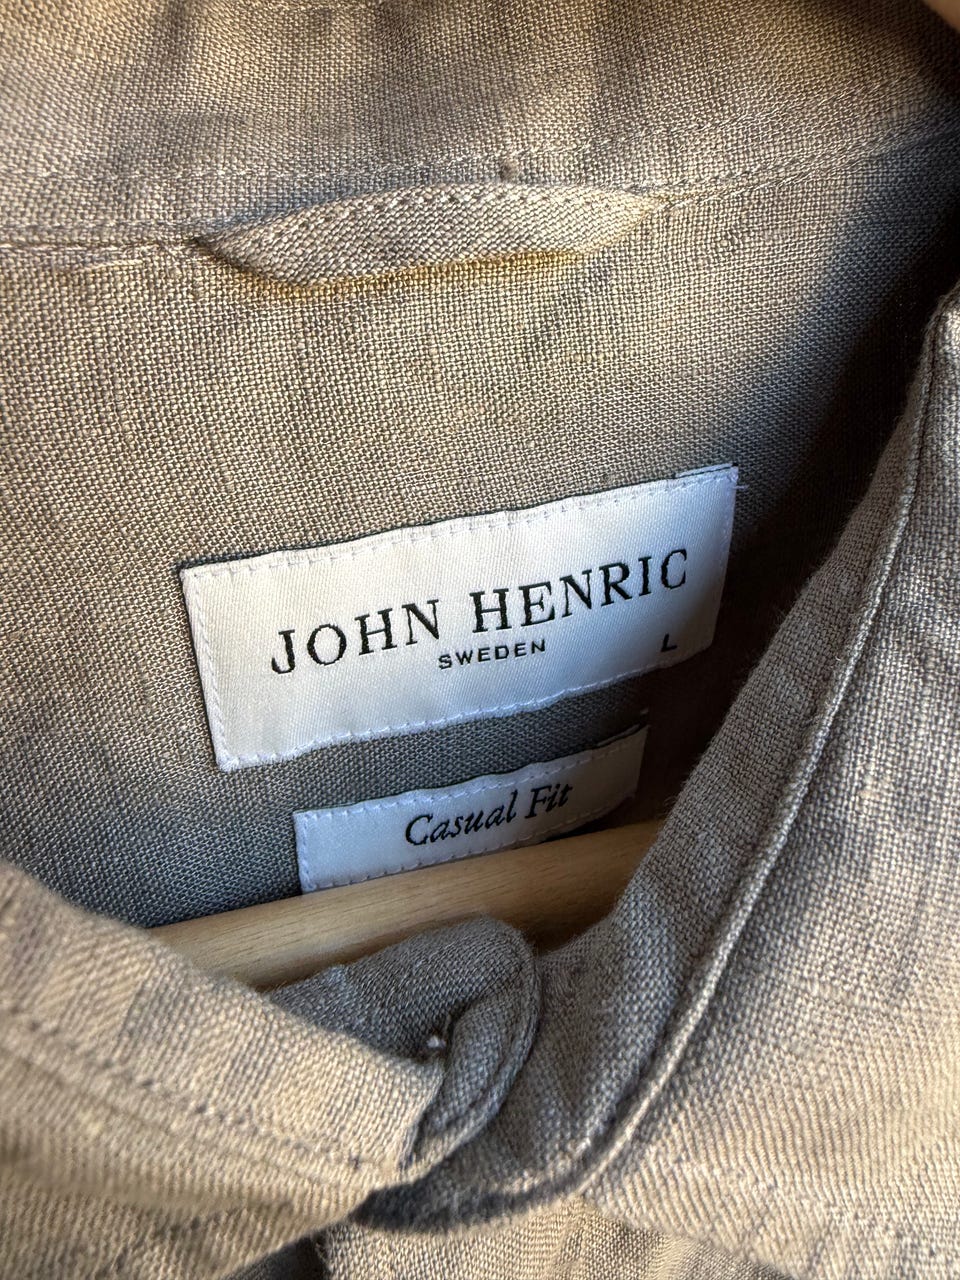 JOHN HENRIC
SWEDEN
L
Casual Fit